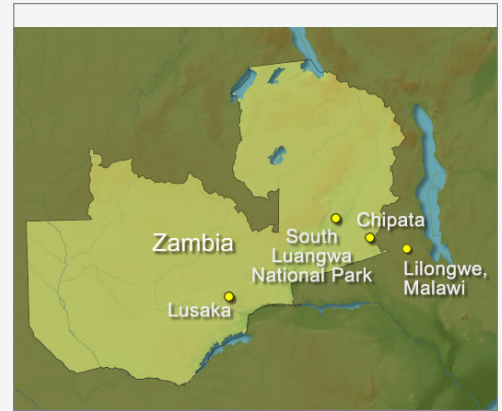 Zambia
Lusaka
South
Luangwa
National Park
Chipata
Lilongwe,
Malawi